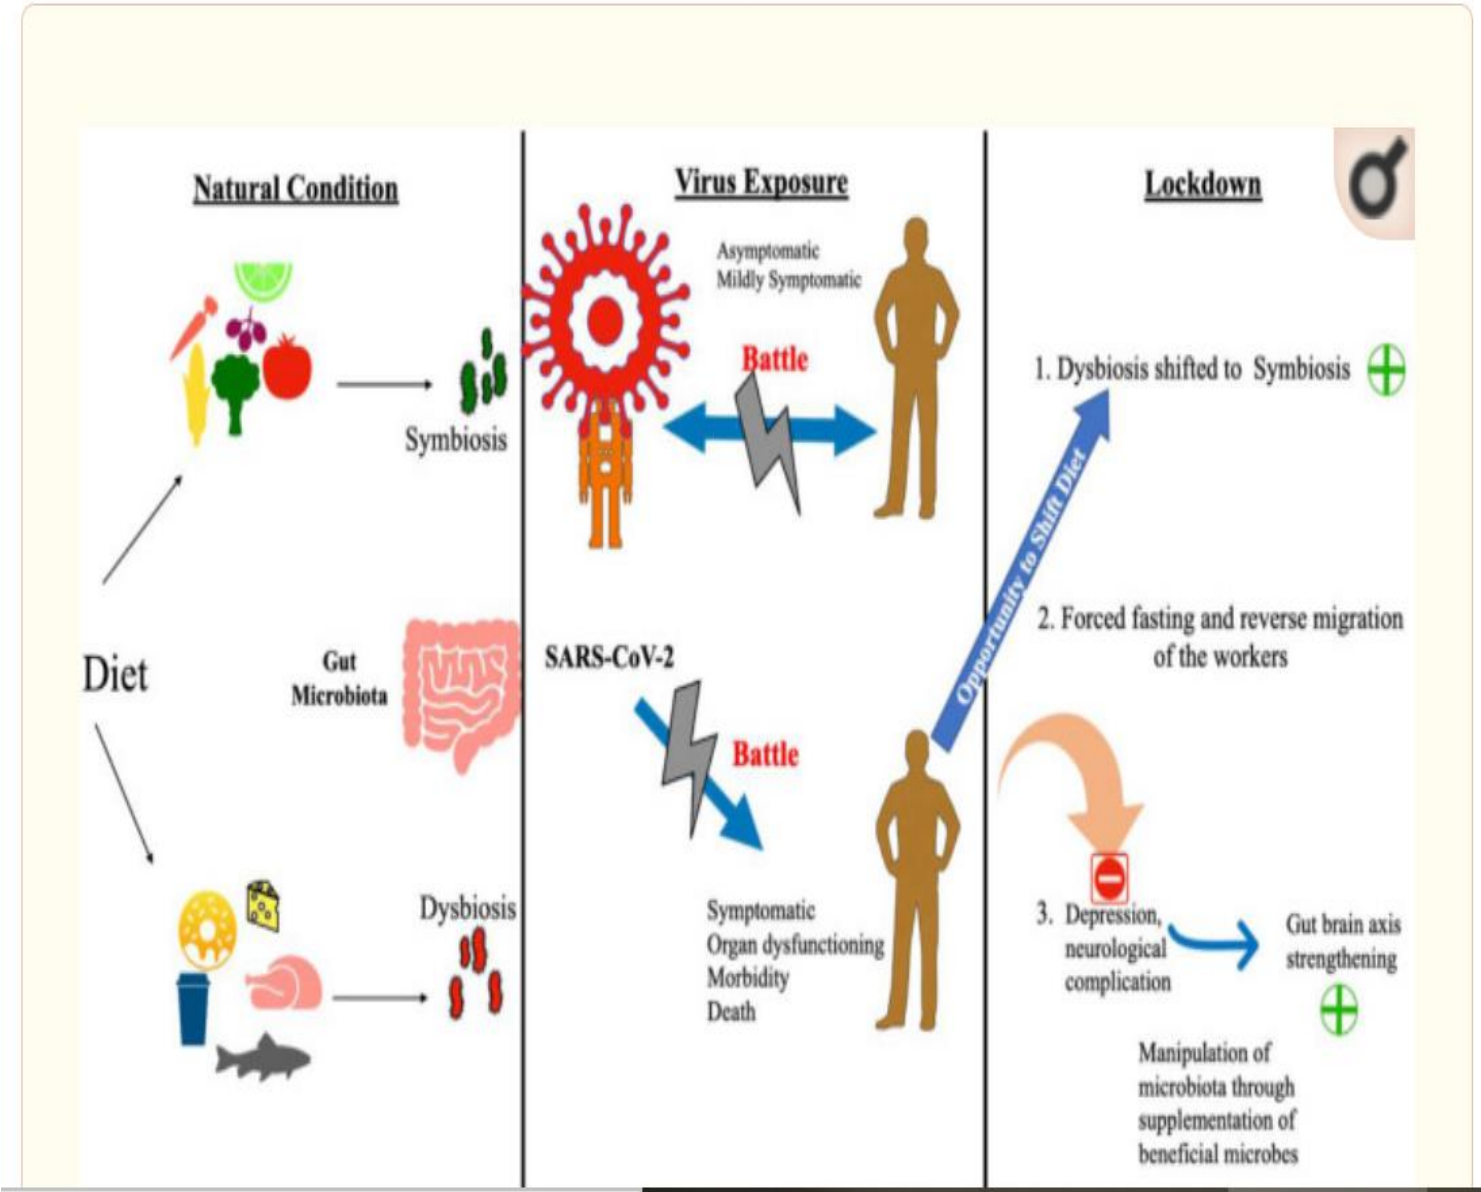 Natural Condition
Symbiosis
Diet
Gut
Microbiota
Dysbiosis
Virus Exposure
Asymptomatic
Mildly Symptomatic
Battle
SARS-CoV-2
Battle
Symptomatic
Organ dysfunctioning
Morbidity
Death
Opportunity to Shift Diet
Lockdown
1. Dysbiosis shifted to Symbiosis
2. Forced fasting and reverse migration
of the workers
3. Depression,
neurological
complication
Gut brain axis
strengthening
Manipulation of
microbiota through
supplementation of
beneficial microbes